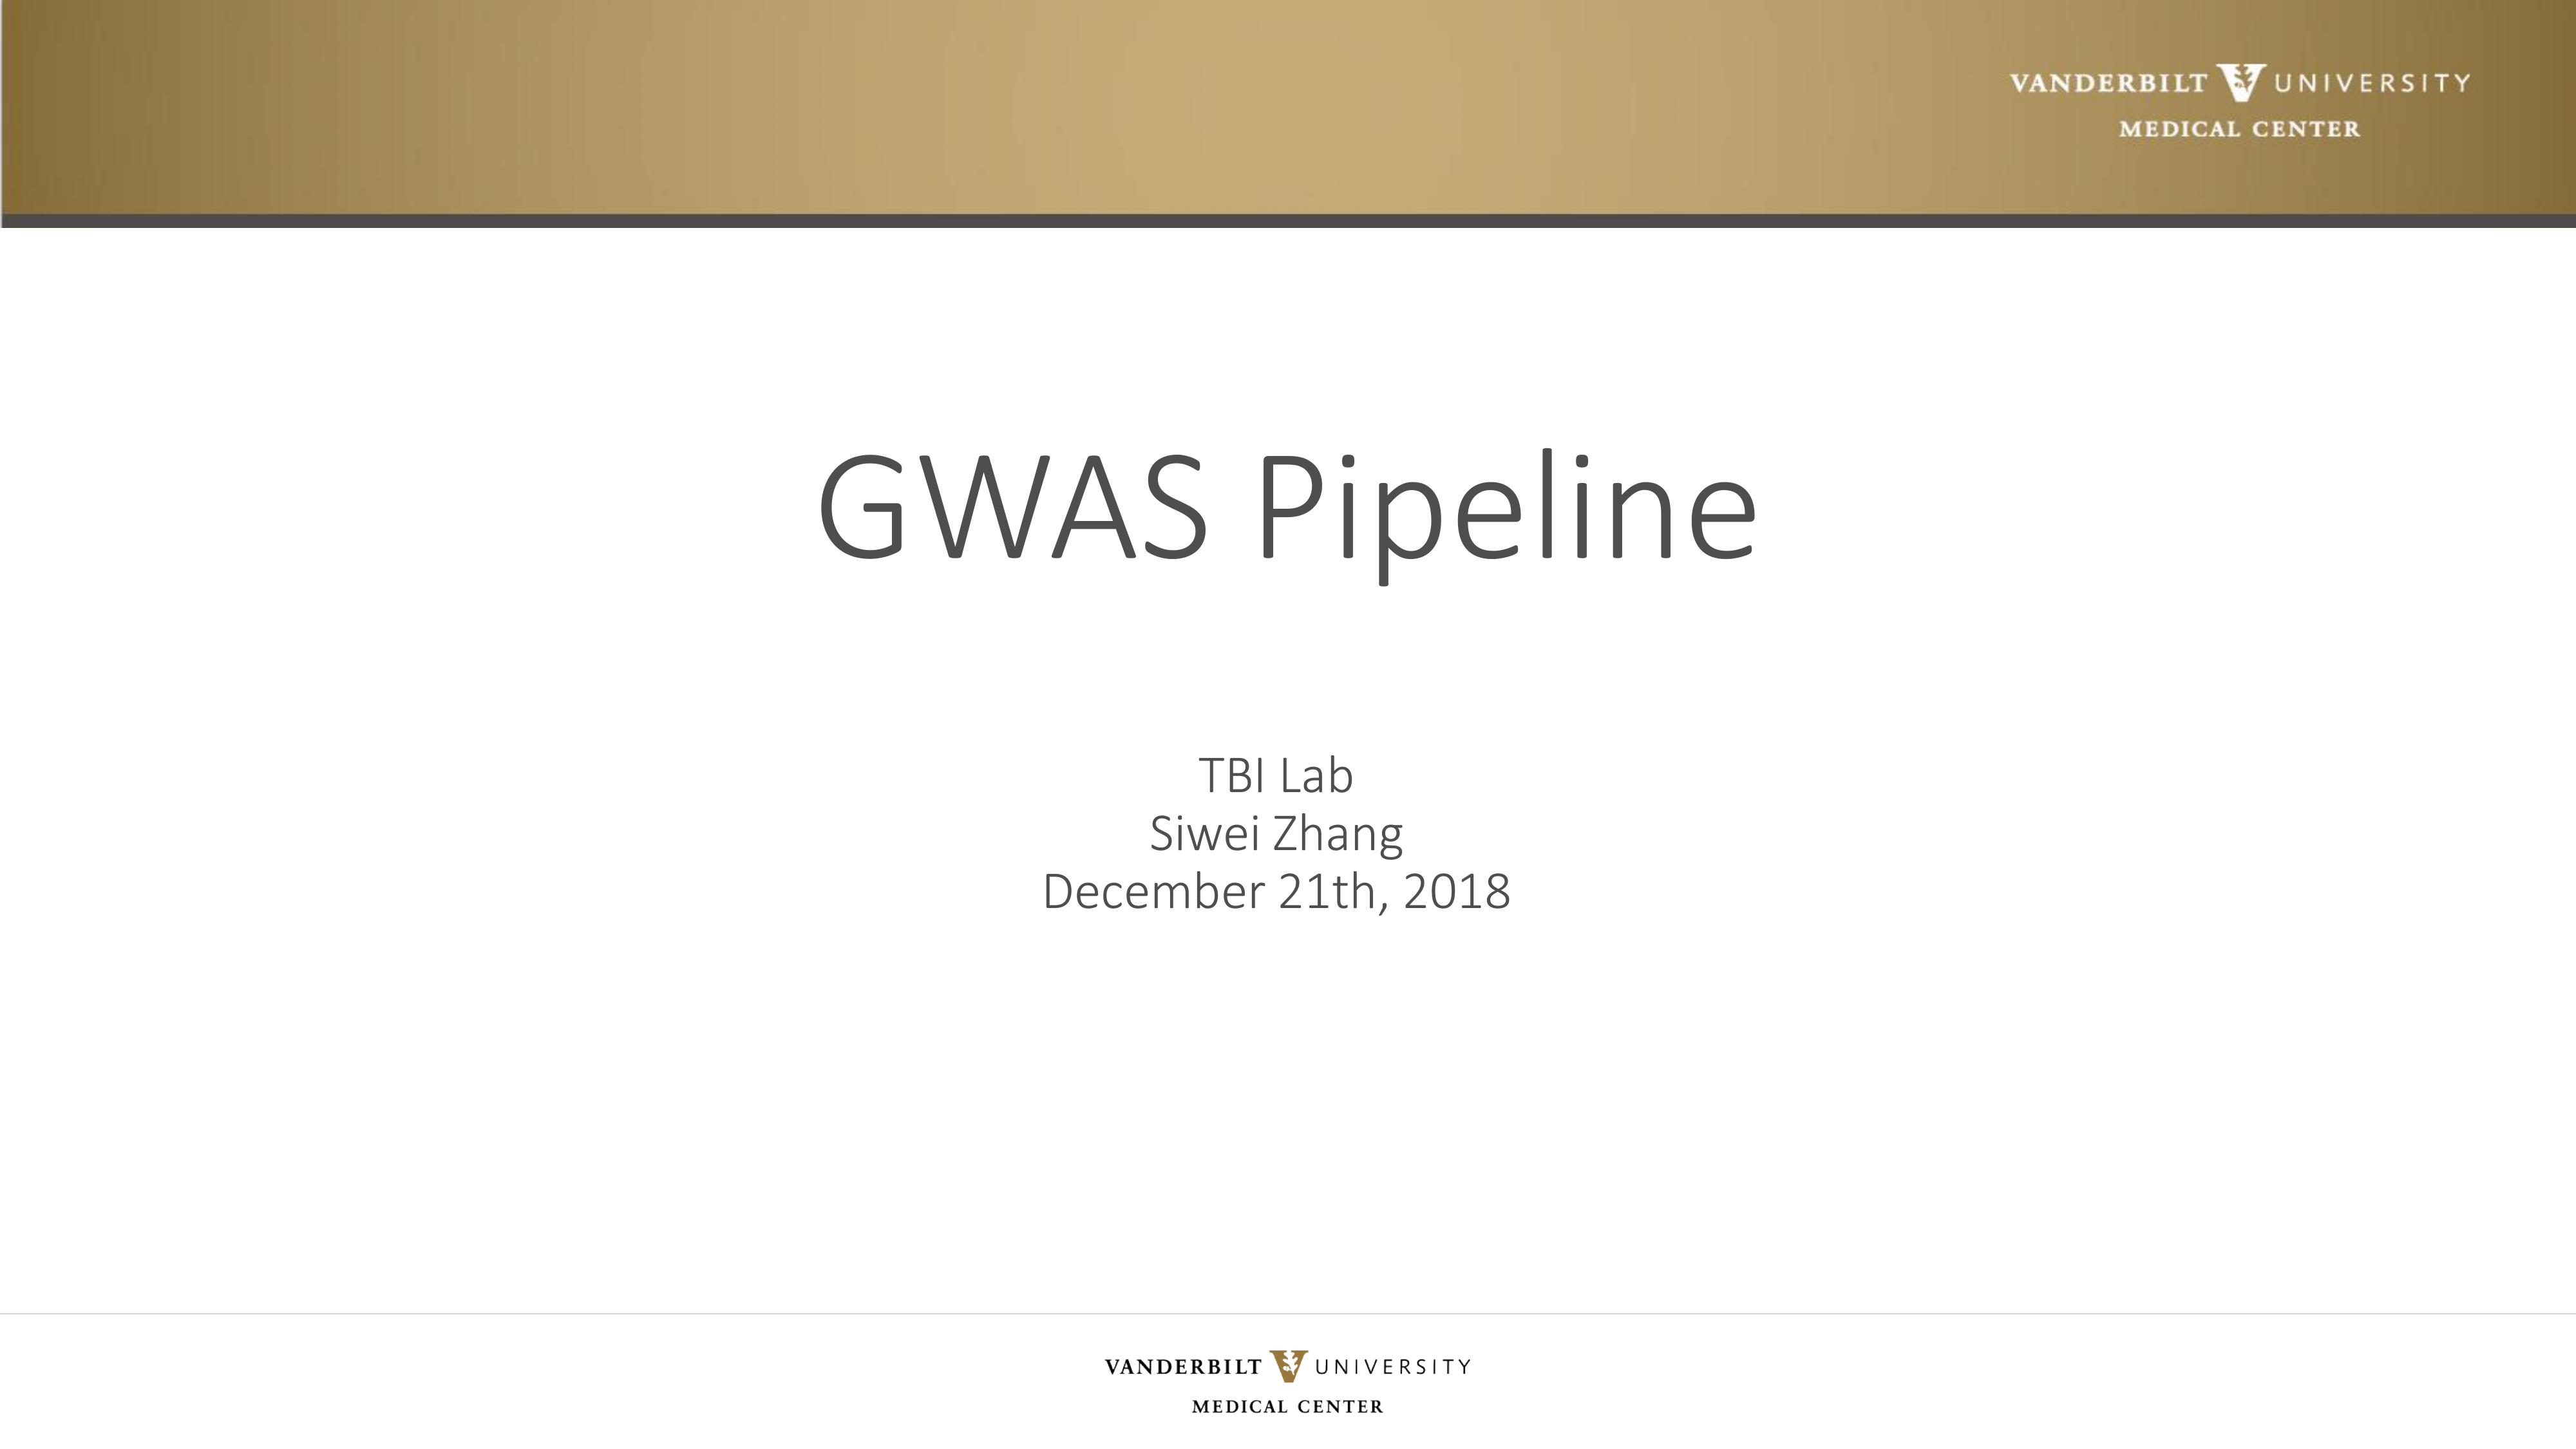 VANDERBILT UNIVERSITY
MEDICAL CENTER
GWAS Pipeline
TBI Lab
Siwei Zhang
December 21th, 2018
VANDERBILT UNIVERSITY
MEDICAL CENTER